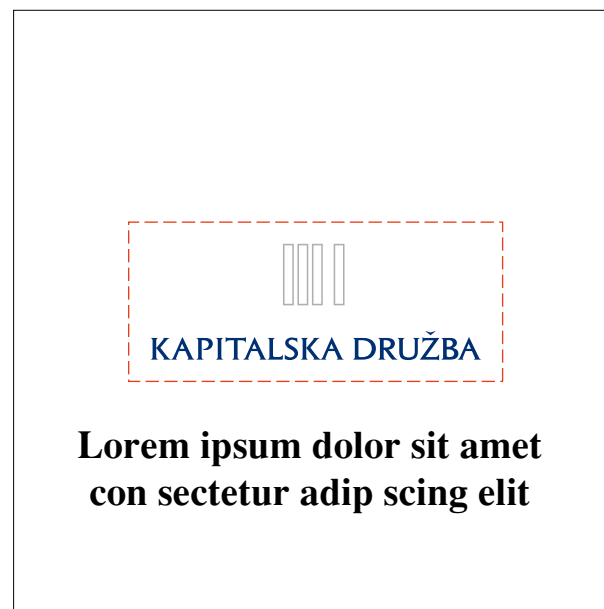 KAPITALSKA DRUŽBA
Lorem ipsum dolor sit amet
con sectetur adip scing elit